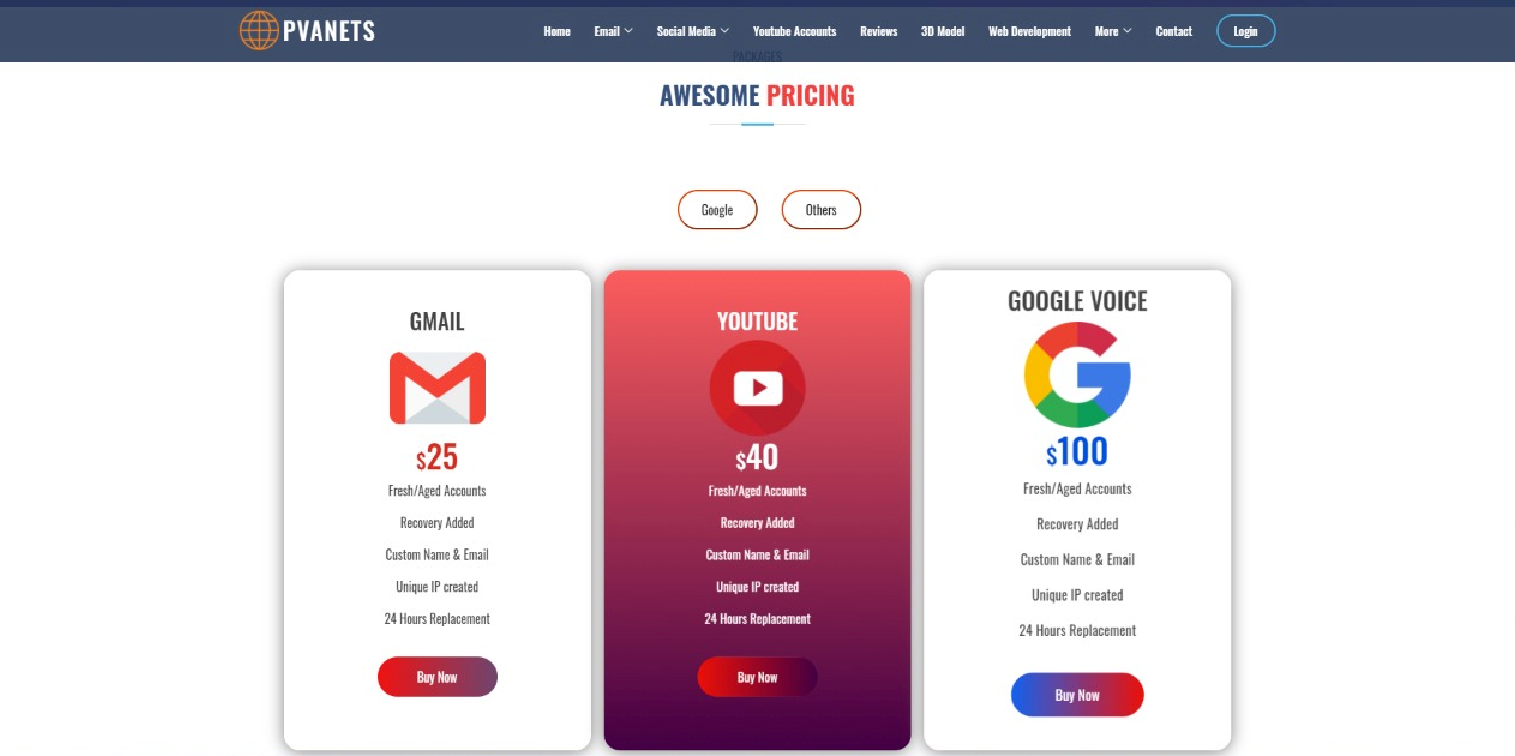 PVANETS
Home Email Social Media Youtube Accounts Reviews 3D Model Web Development More Contact Login
PACKAGES
AWESOME PRICING
Google Others
GMAIL
$25
Fresh/Aged Accounts
Recovery Added
Custom Name & Email
Unique IP created
24 Hours Replacement
Buy Now
YOUTUBE
$40
Fresh/Aged Accounts
Recovery Added
Custom Name & Email
Unique IP created
24 Hours Replacement
Buy Now
GOOGLE VOICE
$100
Fresh/Aged Accounts
Recovery Added
Custom Name & Email
Unique IP created
24 Hours Replacement
Buy Now